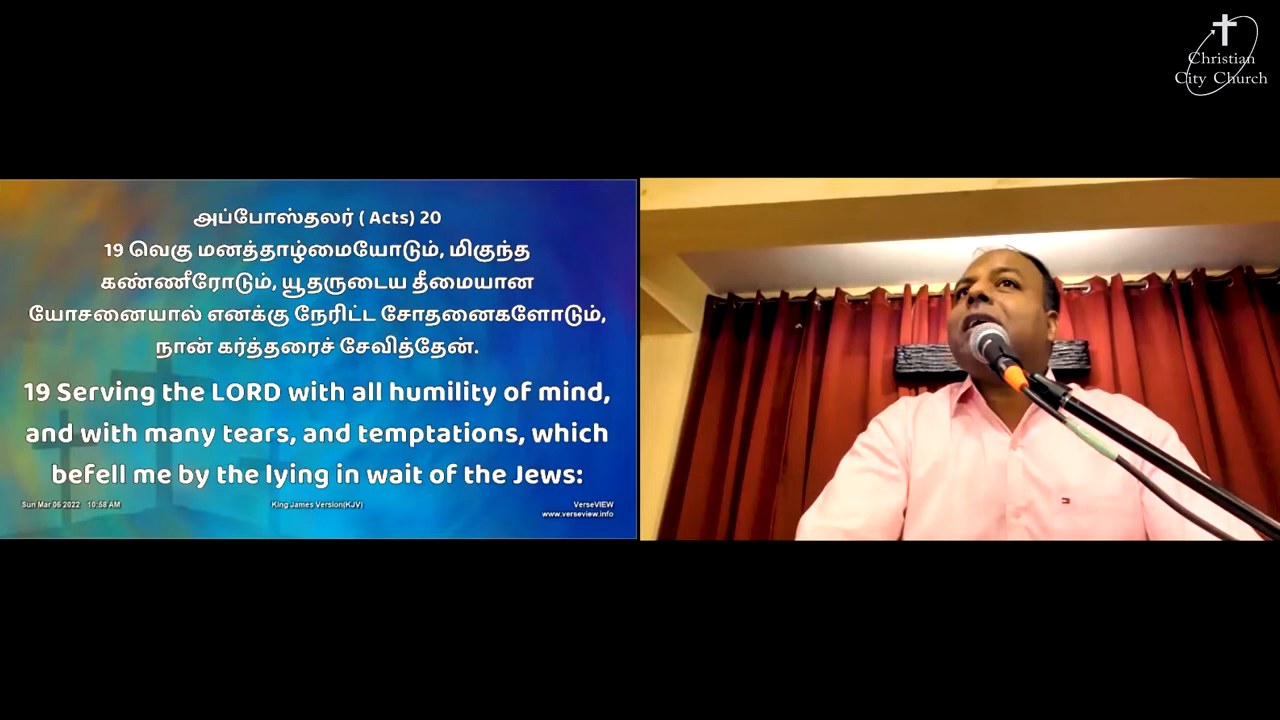 Christian
City Church
அப்போஸ்தலர் ( Acts) 20
19 வெகு மனத்தாழ்மையோடும், மிகுந்த
கண்ணீரோடும், யூதருடைய தீமையான
யோசனையால் எனக்கு நேரிட்ட சோதனைகளோடும்,
நான் கர்த்தரைச் சேவித்தேன்.
19 Serving the LORD with all humility of mind,
and with many tears, and temptations, which
befell me by the lying in wait of the Jews:
Sun Mar 06 2022 10:58 AM King James Version(KJV) VerseVIEW
www.verseview.info